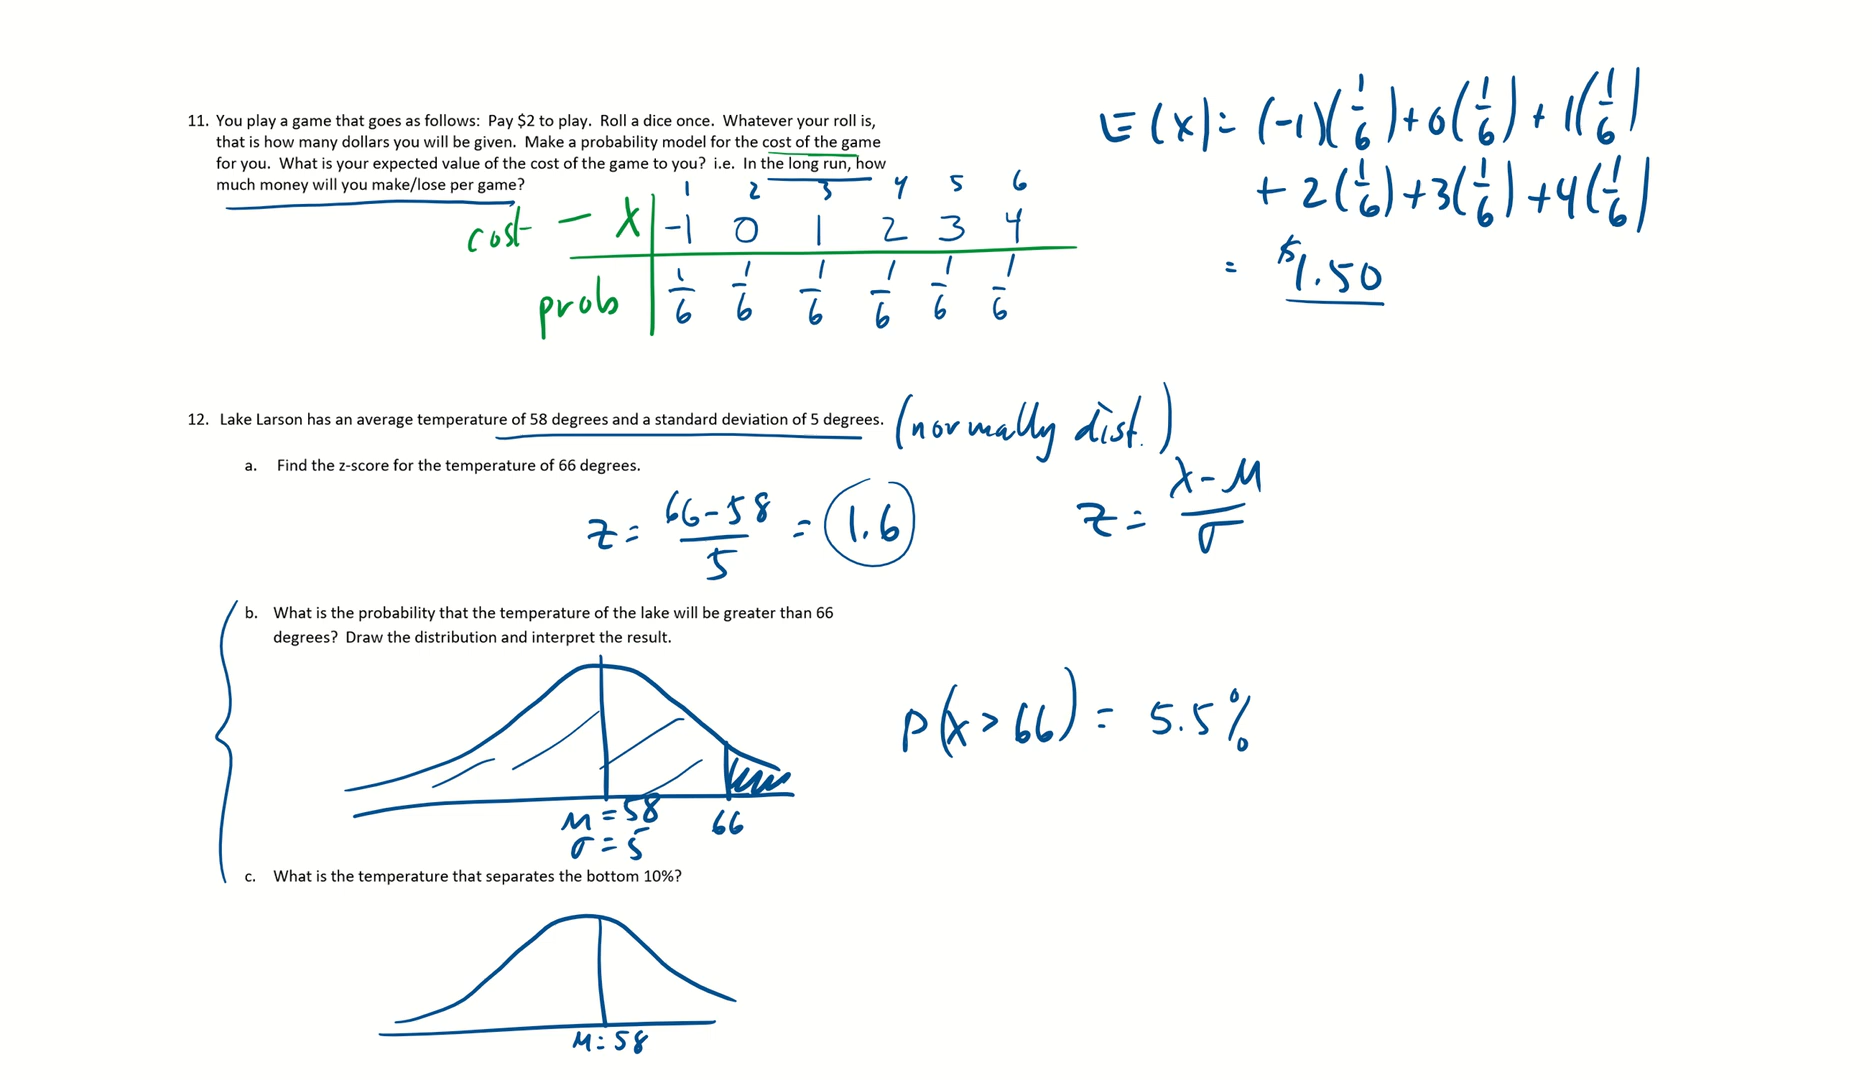 11. You play a game that goes as follows: Pay $2 to play. Roll a dice once. Whatever your roll is,
that is how many dollars you will be given. Make a probability model for the cost of the game
for you. What is your expected value of the cost of the game to you? i.e. In the long run, how
much money will you make/lose per game?
1 2 3 4 5 6
cost – X -1 0 1 2 3 4
prob 1/6 1/6 1/6 1/6 1/6 1/6
E(x)= (-1)(1/6)+0(1/6)+1(1/6)
+2(1/6)+3(1/6)+4(1/6)
= $1.50
12. Lake Larson has an average temperature of 58 degrees and a standard deviation of 5 degrees. (normally dist.)
a. Find the z-score for the temperature of 66 degrees.
z= 66-58/5 = 1.6
z= x-μ/σ
b. What is the probability that the temperature of the lake will be greater than 66
degrees? Draw the distribution and interpret the result.
P(x>66)= 5.5%
μ=58 66
σ=5
c. What is the temperature that separates the bottom 10%?
μ=58